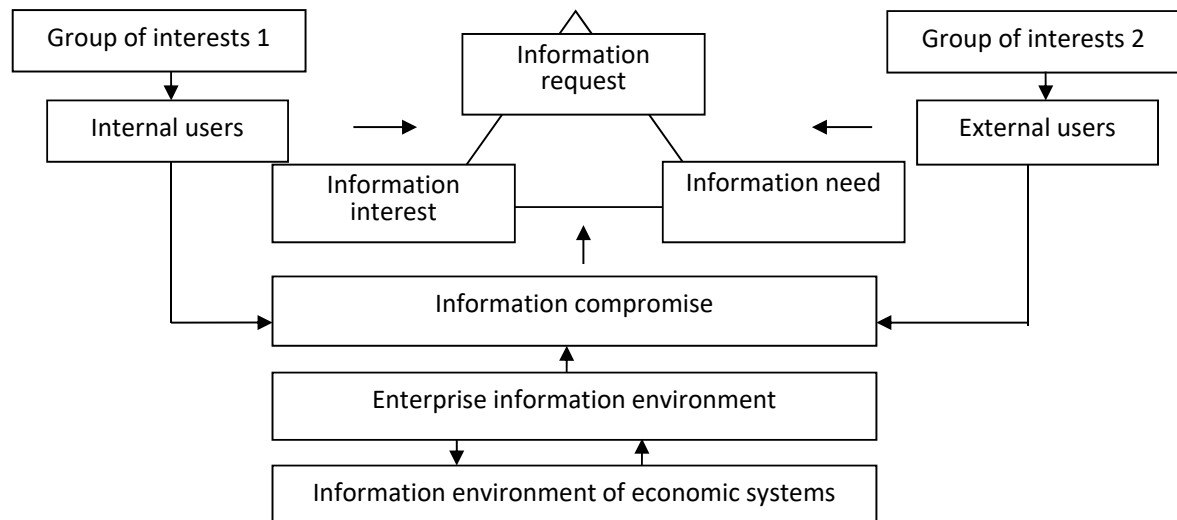 Group of interests 1
Information
request
Group of interests 2
Internal users
External users
Information
interest
Information need
Information compromise
Enterprise information environment
Information environment of economic systems